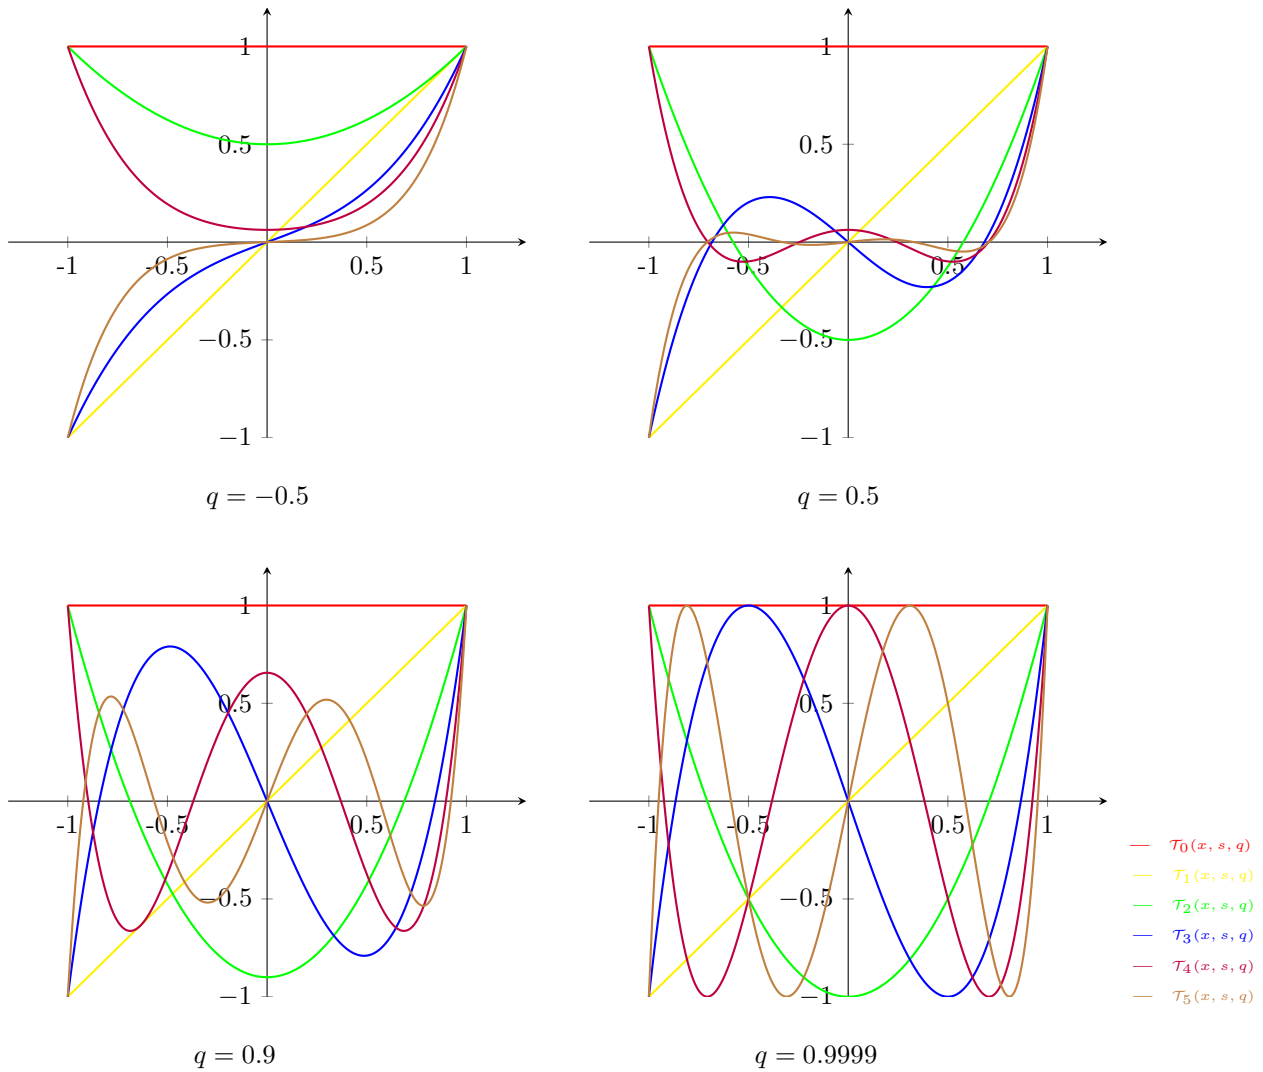 1
0.5
-1 -0.5 0.5 1
−0.5
−1
q = −0.5
1
0.5
-1 -0.5 0.5 1
−0.5
−1
q = 0.5
1
0.5
-1 -0.5 0.5 1
−0.5
−1
q = 0.9
1
0.5
-1 -0.5 0.5 1
−0.5
−1
q = 0.9999
𝒯₀(x, s, q)
𝒯₁(x, s, q)
𝒯₂(x, s, q)
𝒯₃(x, s, q)
𝒯₄(x, s, q)
𝒯₅(x, s, q)